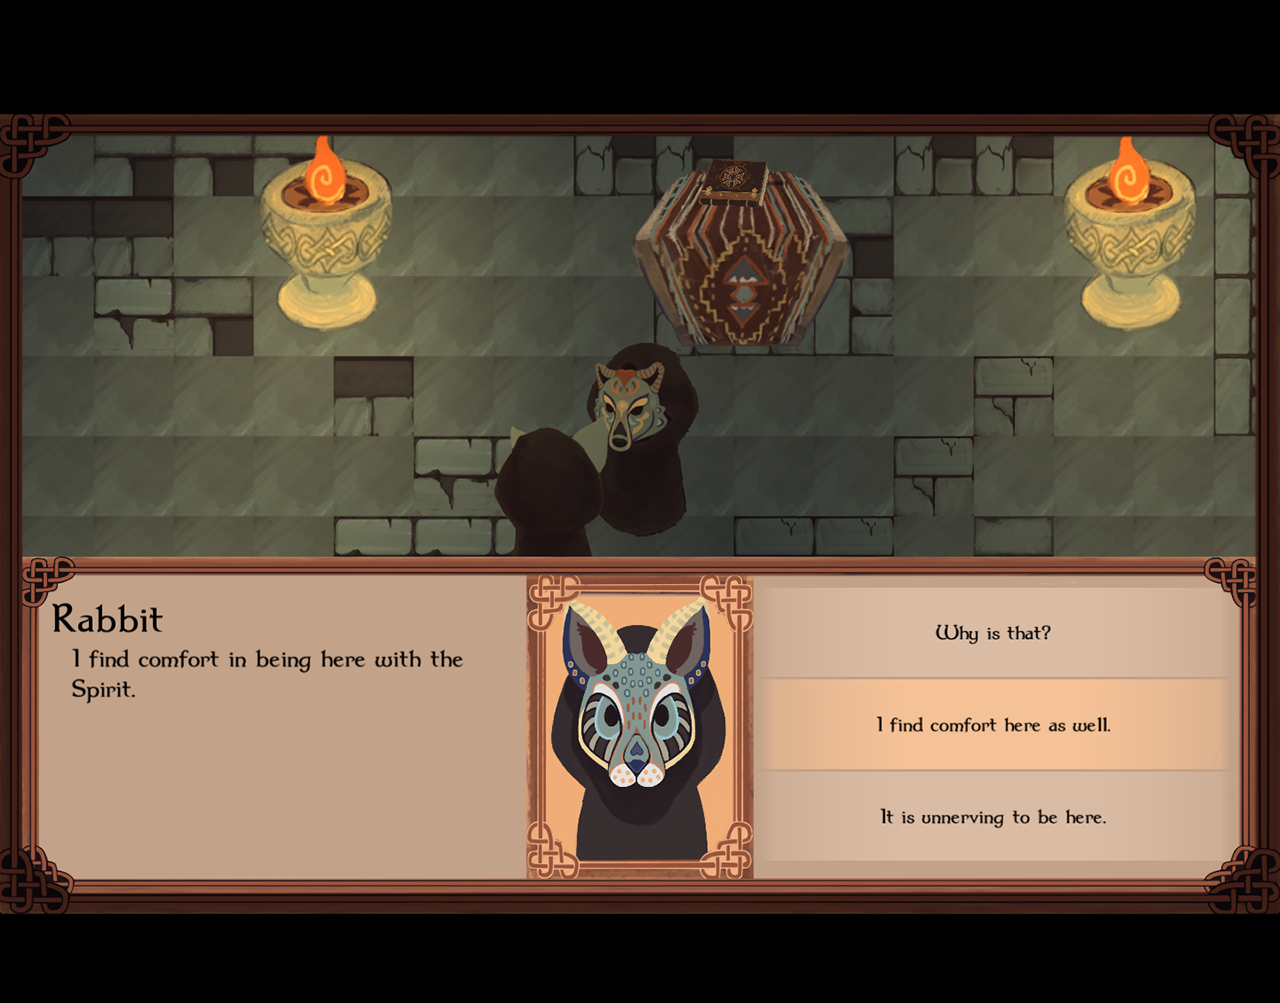 Rabbit
I find comfort in being here with the
Spirit.
Why is that?
I find comfort here as well.
It is unnerving to be here.